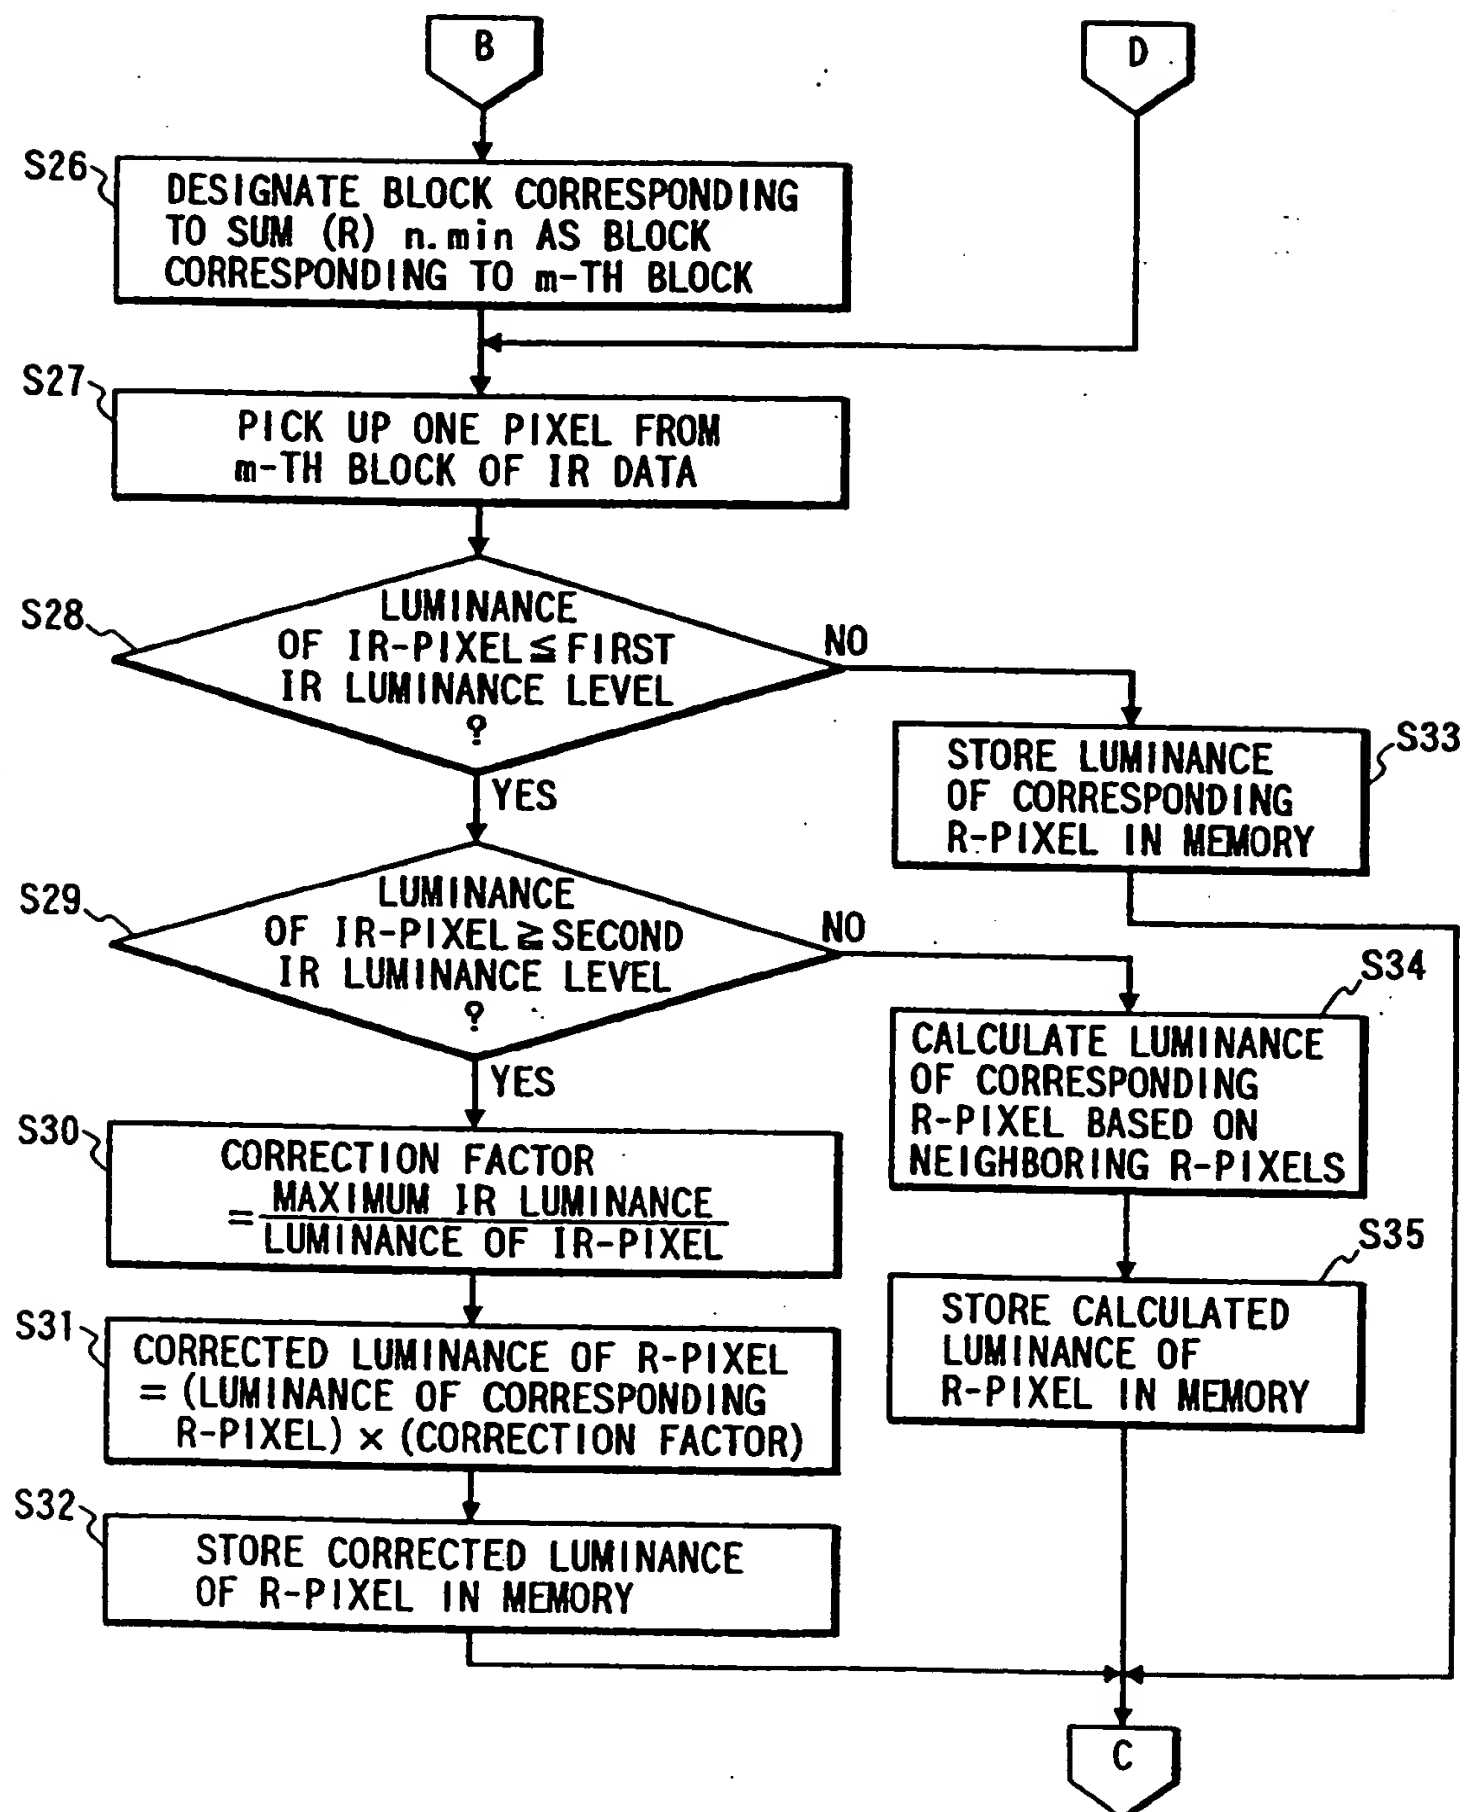 B
D
S26
DESIGNATE BLOCK CORRESPONDING
TO SUM (R) n.min AS BLOCK
CORRESPONDING TO m-TH BLOCK
S27
PICK UP ONE PIXEL FROM
m-TH BLOCK OF IR DATA
S28
LUMINANCE
OF IR-PIXEL≦FIRST
IR LUMINANCE LEVEL
?
NO
YES
S33
STORE LUMINANCE
OF CORRESPONDING
R-PIXEL IN MEMORY
S29
LUMINANCE
OF IR-PIXEL≧SECOND
IR LUMINANCE LEVEL
?
NO
YES
S34
CALCULATE LUMINANCE
OF CORRESPONDING
R-PIXEL BASED ON
NEIGHBORING R-PIXELS
S30
CORRECTION FACTOR
= MAXIMUM IR LUMINANCE
LUMINANCE OF IR-PIXEL
S35
STORE CALCULATED
LUMINANCE OF
R-PIXEL IN MEMORY
S31
CORRECTED LUMINANCE OF R-PIXEL
= (LUMINANCE OF CORRESPONDING
R-PIXEL) × (CORRECTION FACTOR)
S32
STORE CORRECTED LUMINANCE
OF R-PIXEL IN MEMORY
C